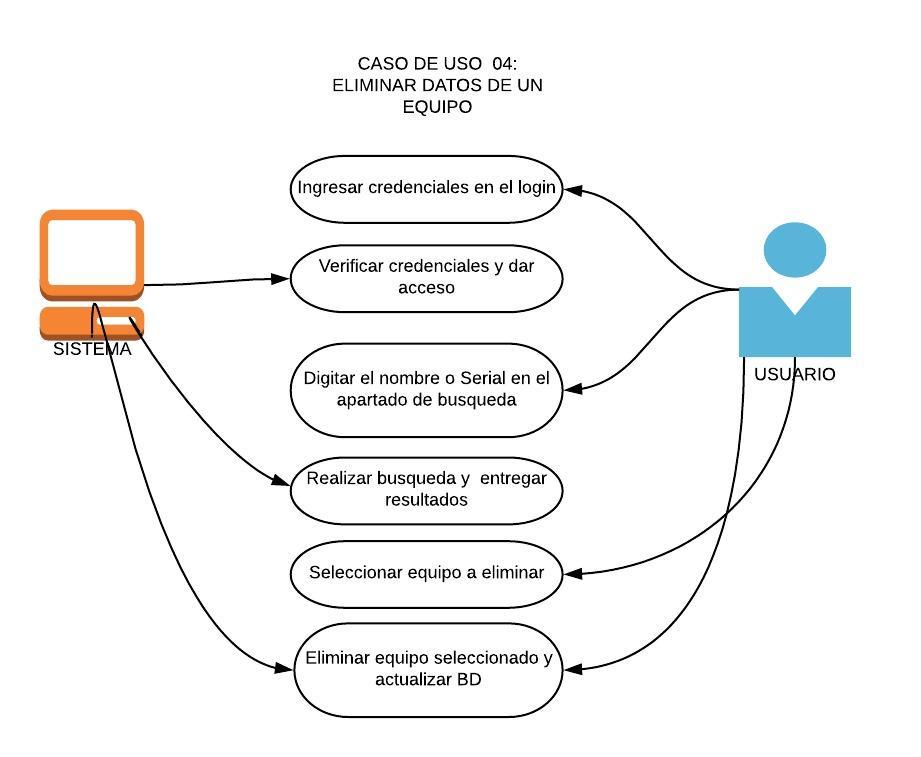 CASO DE USO 04:
ELIMINAR DATOS DE UN
EQUIPO
Ingresar credenciales en el login
Verificar credenciales y dar
acceso
SISTEMA
Digitar el nombre o Serial en el
apartado de busqueda
USUARIO
Realizar busqueda y entregar
resultados
Seleccionar equipo a eliminar
Eliminar equipo seleccionado y
actualizar BD